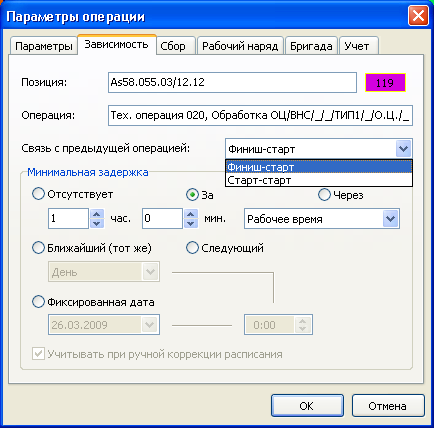 Параметры операции
Параметры Зависимость Сбор Рабочий наряд Бригада Учет
Позиция: As58.055.03/12.12 119
Операция: Тех. операция 020, Обработка ОЦ/ВНС/_/_/ТИП1/_/О.Ц./_
Связь с предыдущей операцией: Финиш-старт
Финиш-старт
Старт-старт
Минимальная задержка
Отсутствует За Через
1 час. 0 мин. Рабочее время
Ближайший (тот же) Следующий
День
Фиксированная дата
26.03.2009 0:00
Учитывать при ручной коррекции расписания
OK Отмена